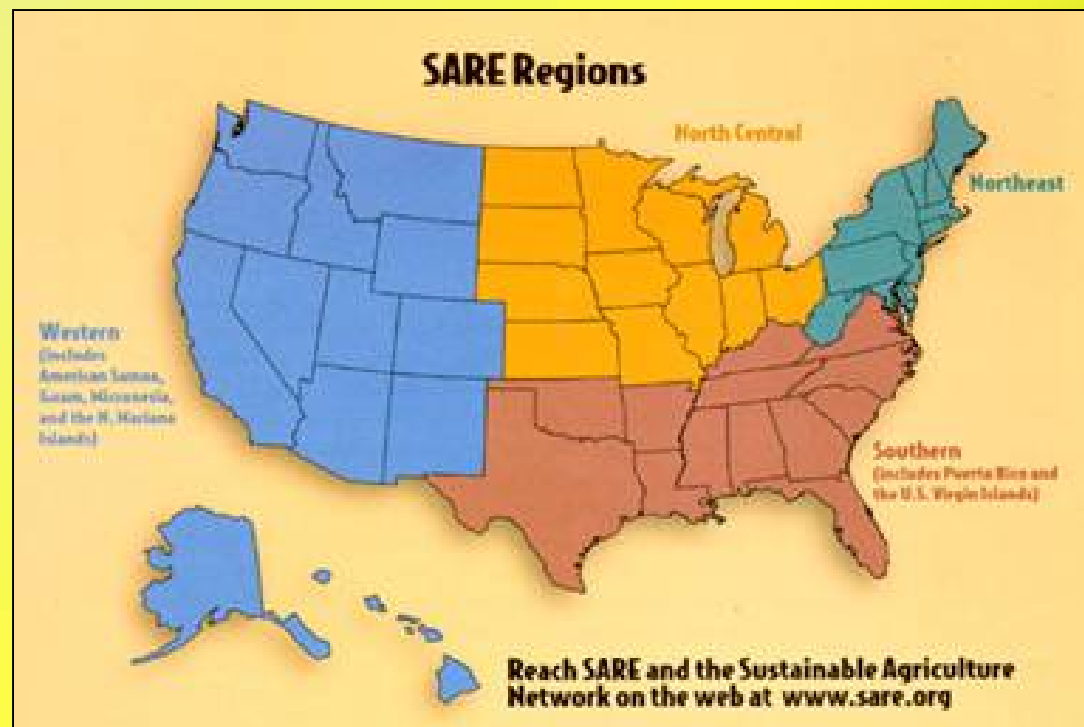 SARE Regions
North Central
Northeast
Western
(includes
American Samoa,
Guam, Micronesia,
and the N. Mariana
Islands)
Southern
(includes Puerto Rico and
the U.S. Virgin Islands)
Reach SARE and the Sustainable Agriculture
Network on the web at www.sare.org